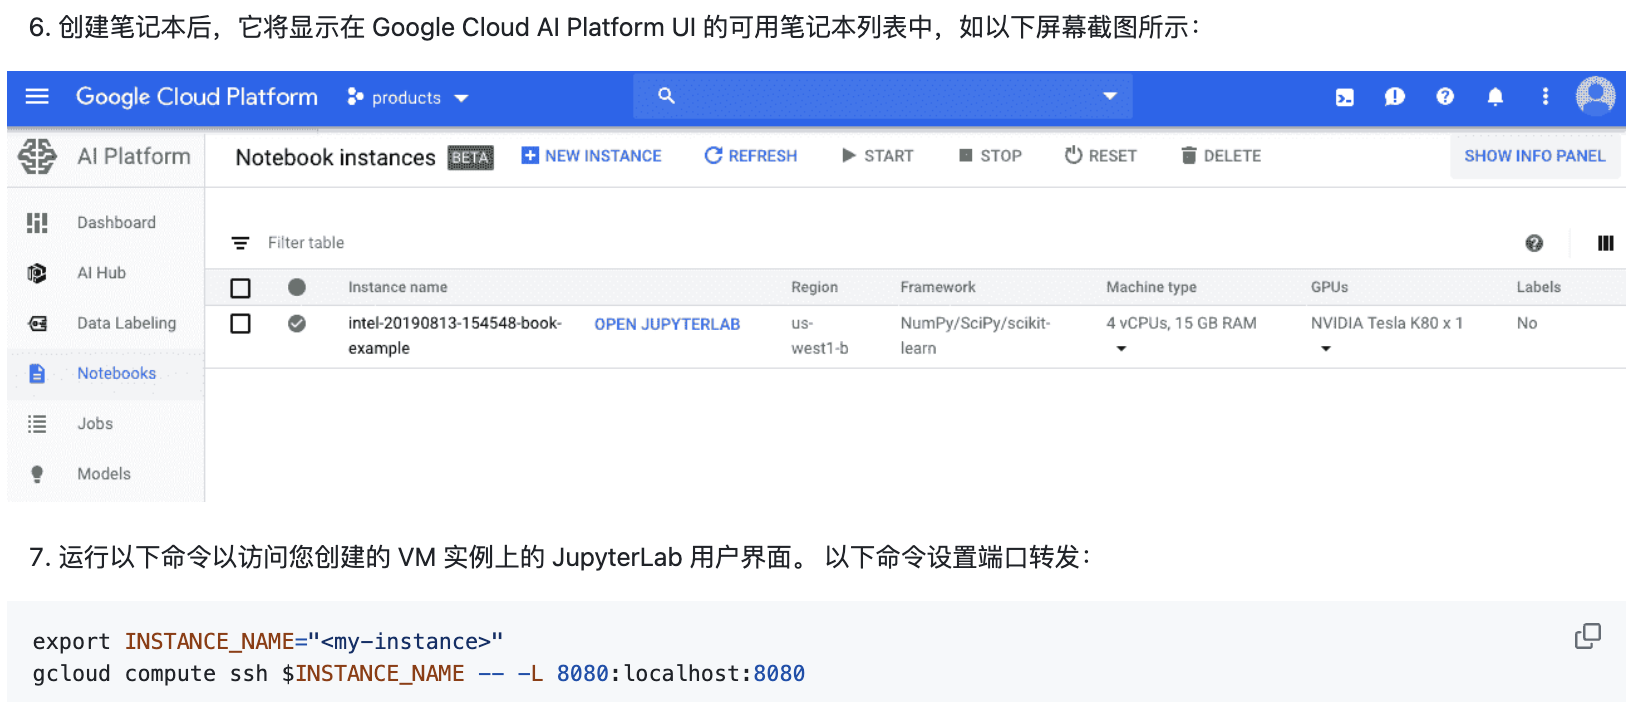 6. 创建笔记本后，它将显示在 Google Cloud AI Platform UI 的可用笔记本列表中，如以下屏幕截图所示：
Google Cloud Platform products
AI Platform Notebook instances BETA NEW INSTANCE REFRESH START STOP RESET DELETE SHOW INFO PANEL
Dashboard
Filter table
AI Hub
Instance name Region Framework Machine type GPUs Labels
Data Labeling intel-20190813-154548-book- OPEN JUPYTERLAB us- NumPy/SciPy/scikit- 4 vCPUs, 15 GB RAM NVIDIA Tesla K80 x 1 No
example west1-b learn
Notebooks
Jobs
Models
7. 运行以下命令以访问您创建的 VM 实例上的 JupyterLab 用户界面。 以下命令设置端口转发：
export INSTANCE_NAME="<my-instance>"
gcloud compute ssh $INSTANCE_NAME -- -L 8080:localhost:8080